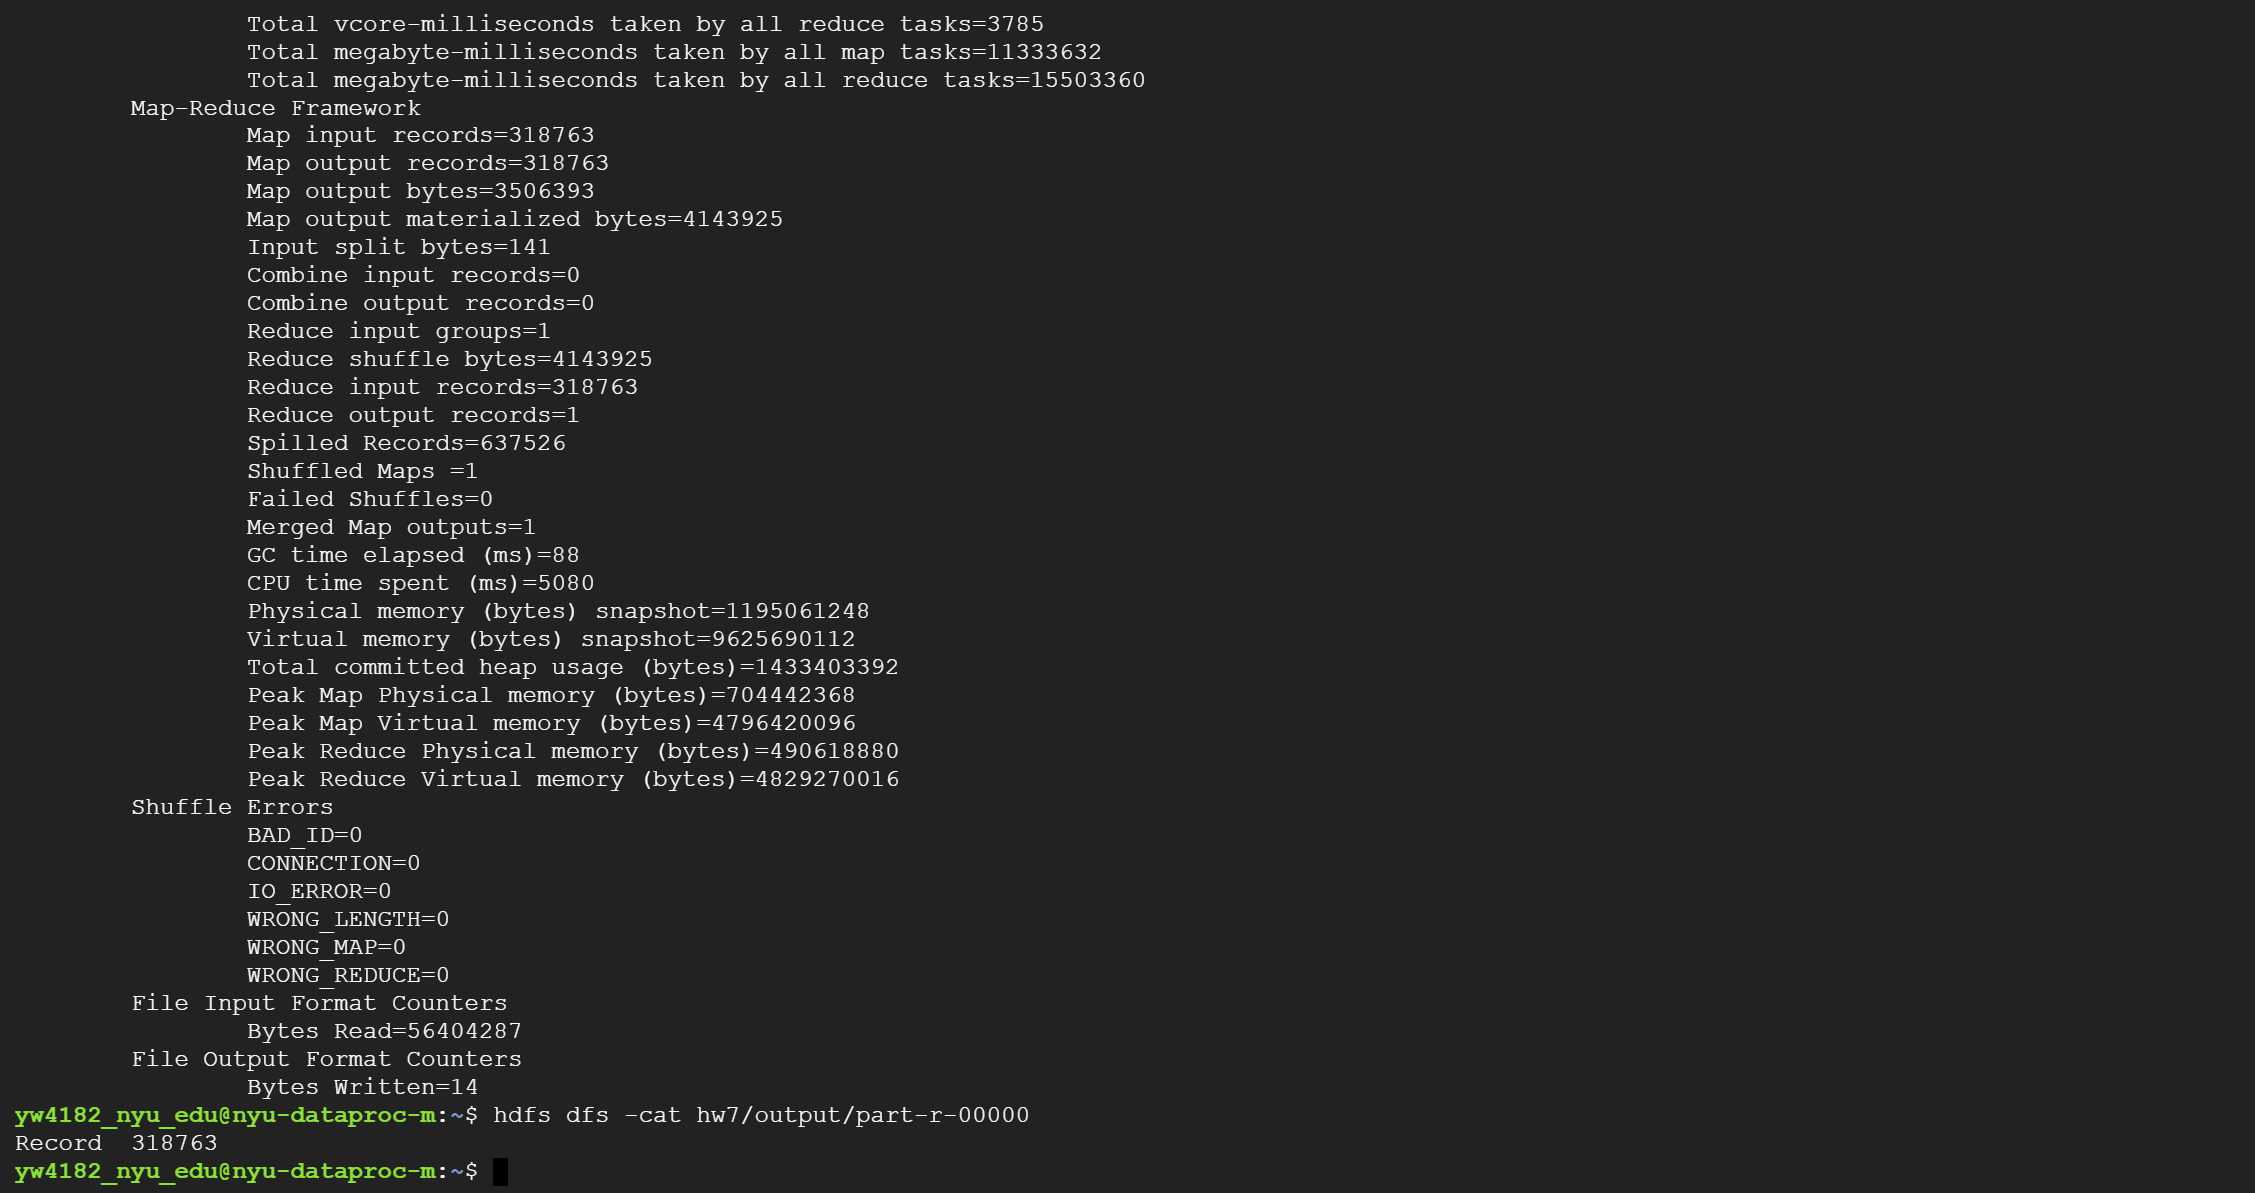 Total vcore-milliseconds taken by all reduce tasks=3785
Total megabyte-milliseconds taken by all map tasks=11333632
Total megabyte-milliseconds taken by all reduce tasks=15503360
Map-Reduce Framework
Map input records=318763
Map output records=318763
Map output bytes=3506393
Map output materialized bytes=4143925
Input split bytes=141
Combine input records=0
Combine output records=0
Reduce input groups=1
Reduce shuffle bytes=4143925
Reduce input records=318763
Reduce output records=1
Spilled Records=637526
Shuffled Maps =1
Failed Shuffles=0
Merged Map outputs=1
GC time elapsed (ms)=88
CPU time spent (ms)=5080
Physical memory (bytes) snapshot=1195061248
Virtual memory (bytes) snapshot=9625690112
Total committed heap usage (bytes)=1433403392
Peak Map Physical memory (bytes)=704442368
Peak Map Virtual memory (bytes)=4796420096
Peak Reduce Physical memory (bytes)=490618880
Peak Reduce Virtual memory (bytes)=4829270016
Shuffle Errors
BAD_ID=0
CONNECTION=0
IO_ERROR=0
WRONG_LENGTH=0
WRONG_MAP=0
WRONG_REDUCE=0
File Input Format Counters
Bytes Read=56404287
File Output Format Counters
Bytes Written=14
yw4182_nyu_edu@nyu-dataproc-m:~$ hdfs dfs -cat hw7/output/part-r-00000
Record  318763
yw4182_nyu_edu@nyu-dataproc-m:~$